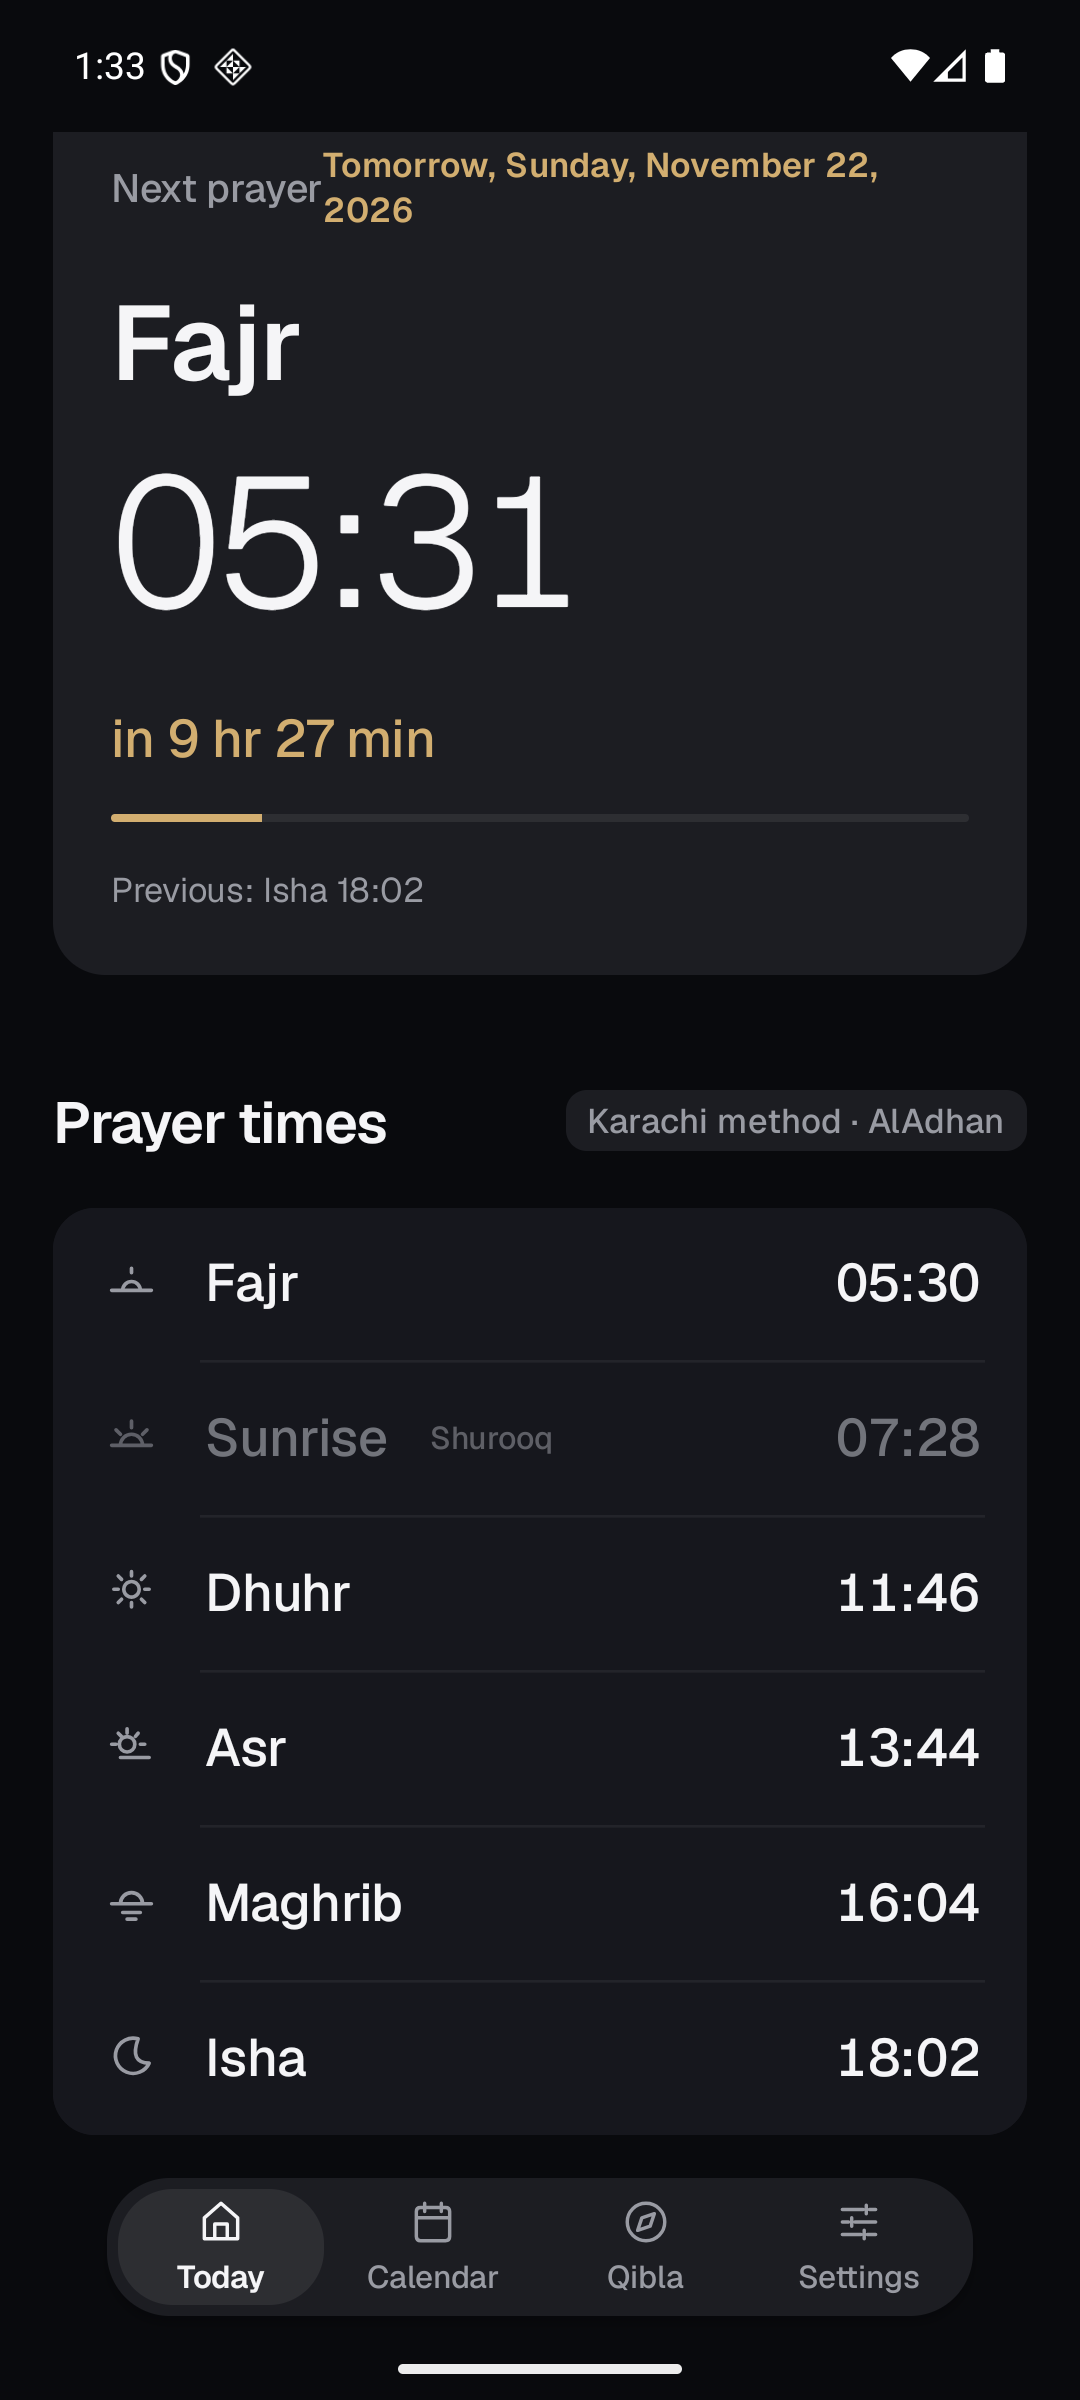 1:33
Next prayer
Tomorrow, Sunday, November 22,
2026
Fajr
05:31
in 9 hr 27 min
Previous: Isha 18:02
Prayer times
Karachi method · AlAdhan
Fajr 05:30
Sunrise Shurooq 07:28
Dhuhr 11:46
Asr 13:44
Maghrib 16:04
Isha 18:02
Today Calendar Qibla Settings